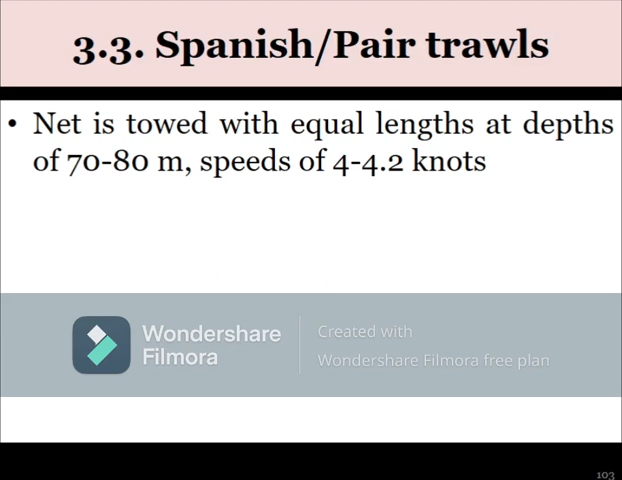 3.3. Spanish/Pair trawls
• Net is towed with equal lengths at depths
of 70-80 m, speeds of 4-4.2 knots
Wondershare
Filmora
Created with
Wondershare Filmora free plan
103